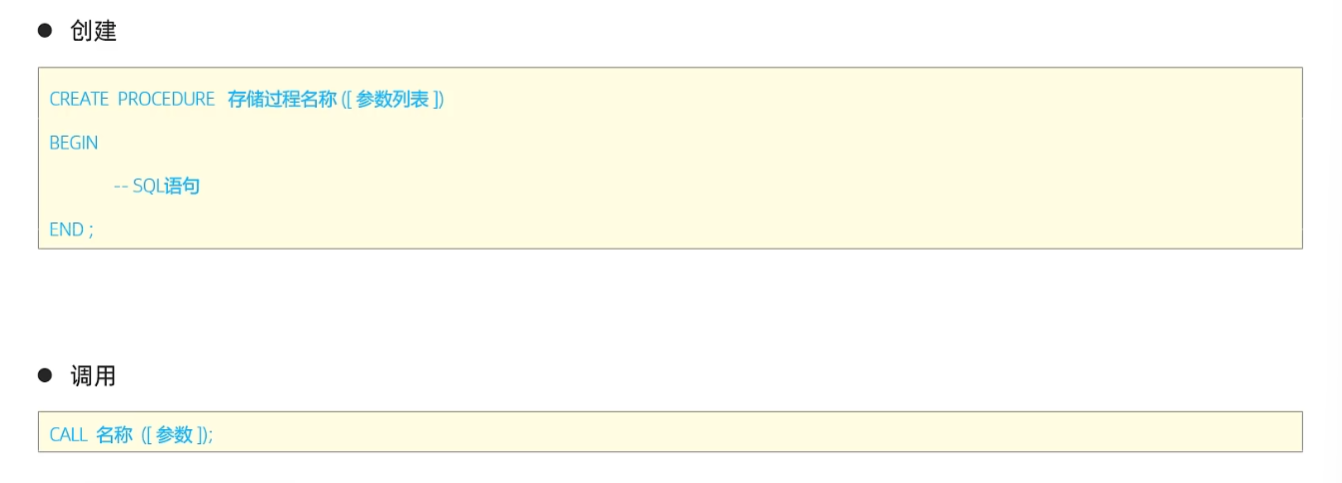 ● 创建
CREATE PROCEDURE 存储过程名称 ([ 参数列表 ])
BEGIN
-- SQL语句
END ;
● 调用
CALL 名称 ([ 参数 ]);